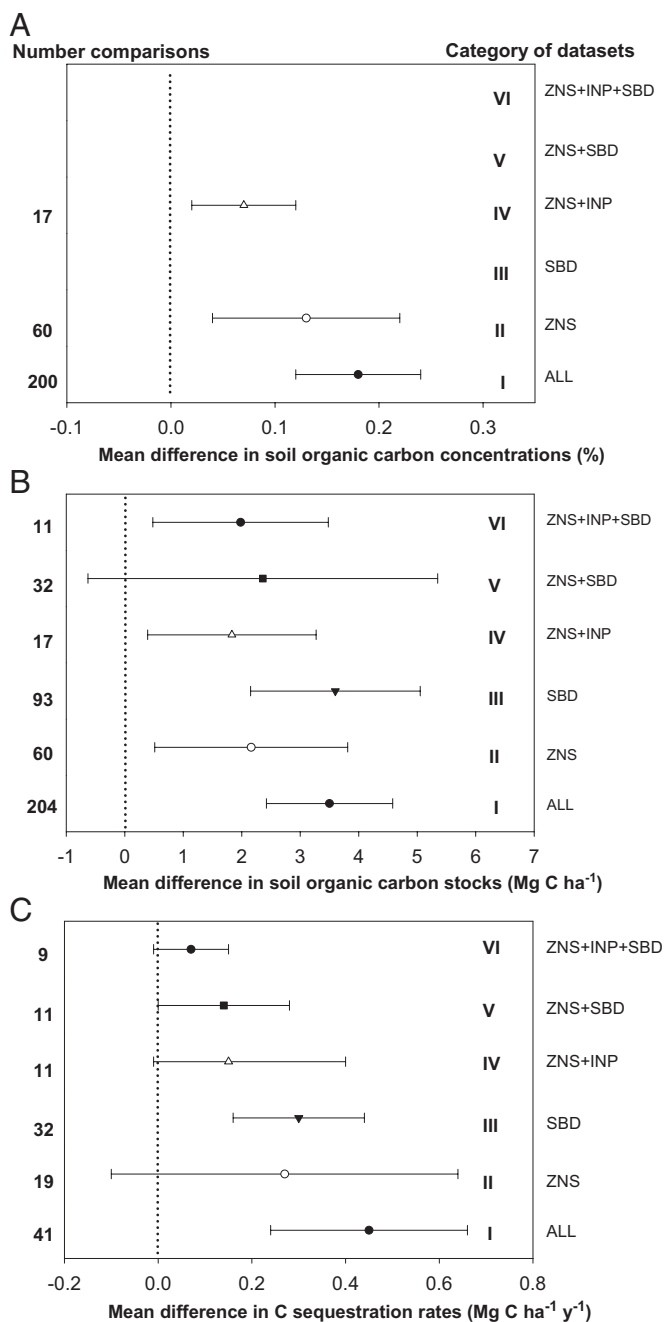 A
Number comparisons Category of datasets
VI ZNS+INP+SBD
V ZNS+SBD
17 IV ZNS+INP
III SBD
60 II ZNS
200 I ALL
-0.1 0.0 0.1 0.2 0.3
Mean difference in soil organic carbon concentrations (%)
B
11 VI ZNS+INP+SBD
32 V ZNS+SBD
17 IV ZNS+INP
93 III SBD
60 II ZNS
204 I ALL
-1 0 1 2 3 4 5 6 7
Mean difference in soil organic carbon stocks (Mg C ha⁻¹)
C
9 VI ZNS+INP+SBD
11 V ZNS+SBD
11 IV ZNS+INP
32 III SBD
19 II ZNS
41 I ALL
-0.2 0.0 0.2 0.4 0.6 0.8
Mean difference in C sequestration rates (Mg C ha⁻¹ y⁻¹)